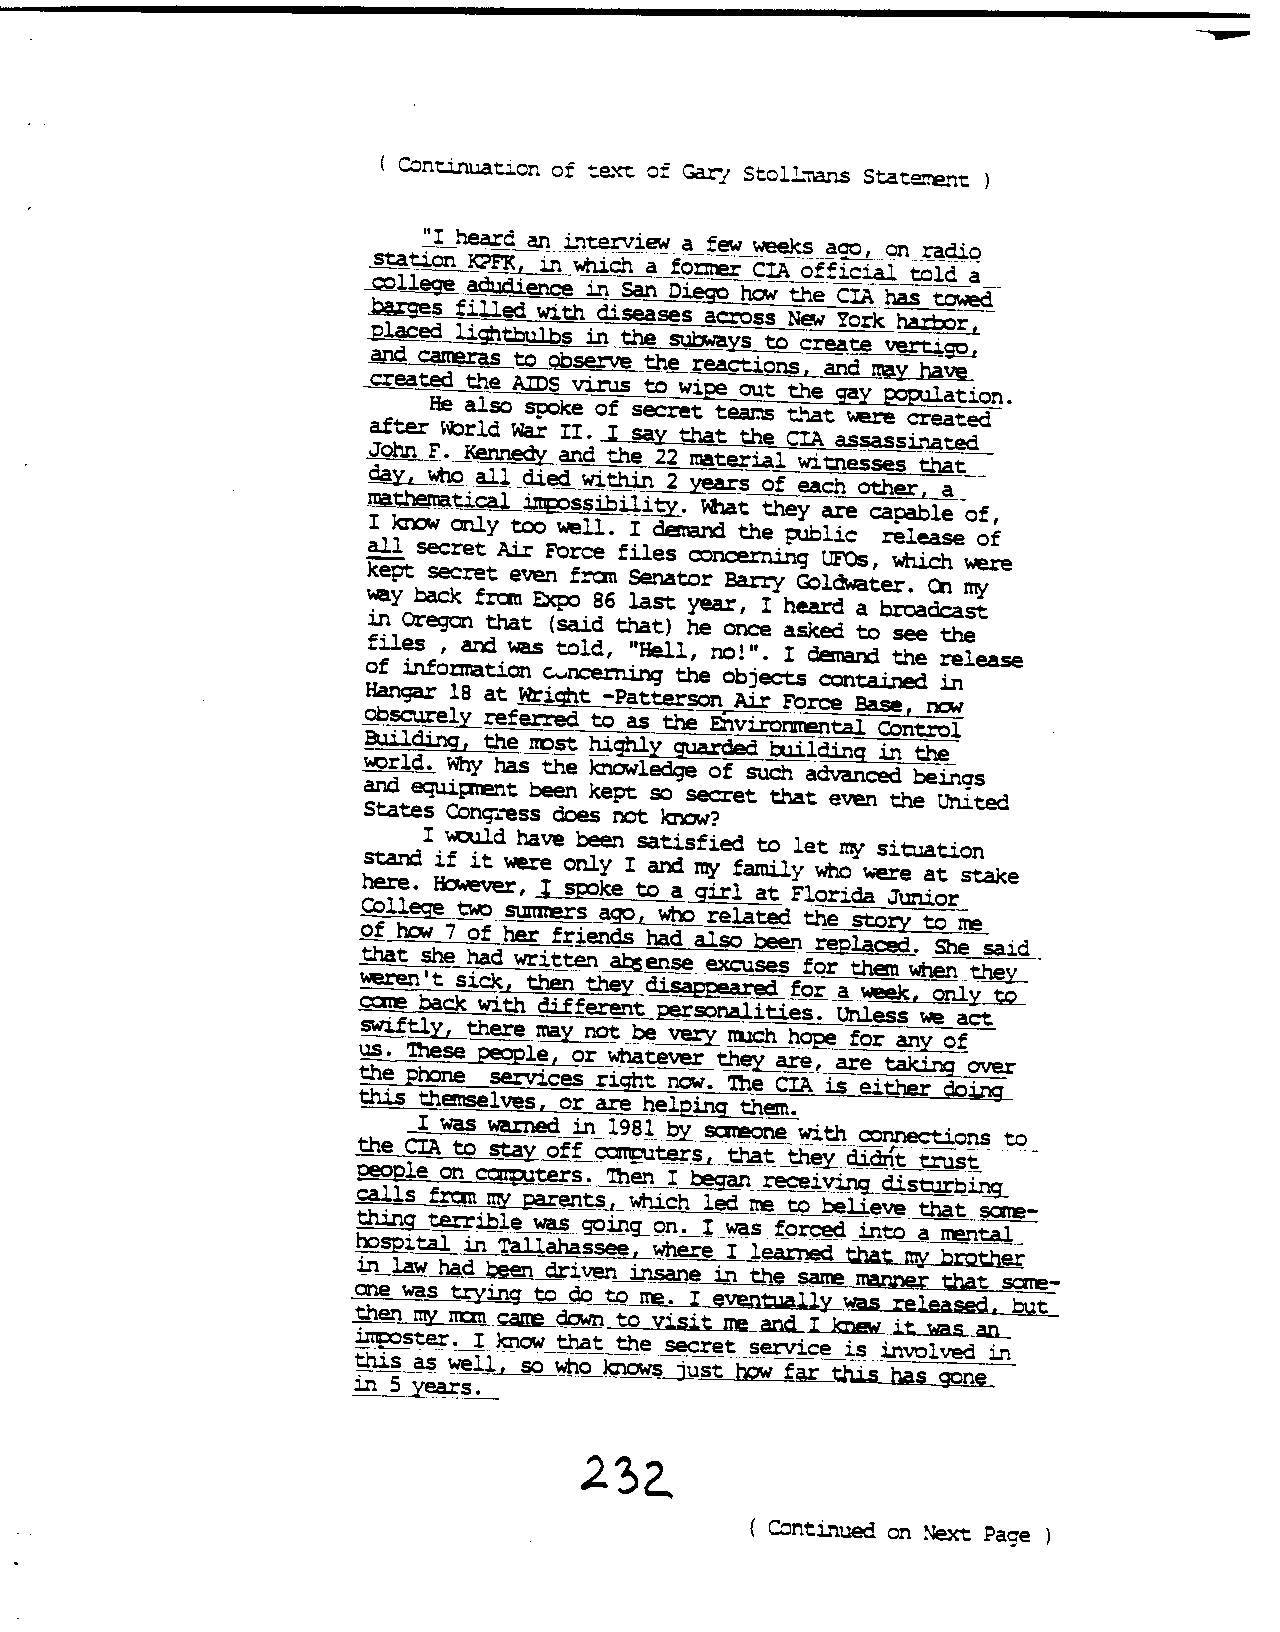 ( Continuation of text of Gary Stollmans Statement )
"I heard an interview a few weeks ago, on radio
station KPFK, in which a former CIA official told a
college adudience in San Diego how the CIA has towed
barges filled with diseases across New York harbor,
placed lightbulbs in the subways to create vertigo,
and cameras to observe the reactions, and may have
created the AIDS virus to wipe out the gay population.
He also spoke of secret teams that were created
after World War II. I say that the CIA assassinated
John F. Kennedy and the 22 material witnesses that
day, who all died within 2 years of each other, a
mathematical impossibility. What they are capable of,
I know only too well. I demand the public release of
all secret Air Force files concerning UFOs, which were
kept secret even from Senator Barry Goldwater. On my
way back from Expo 86 last year, I heard a broadcast
in Oregon that (said that) he once asked to see the
files , and was told, "Hell, no!". I demand the release
of information concerning the objects contained in
Hangar 18 at Wright -Patterson Air Force Base, now
obscurely referred to as the Environmental Control
Building, the most highly guarded building in the
world. Why has the knowledge of such advanced beings
and equipment been kept so secret that even the United
States Congress does not know?
I would have been satisfied to let my situation
stand if it were only I and my family who were at stake
here. However, I spoke to a girl at Florida Junior
College two summers ago, who related the story to me
of how 7 of her friends had also been replaced. She said
that she had written absense excuses for them when they
weren't sick, then they disappeared for a week, only to
come back with different personalities. Unless we act
swiftly, there may not be very much hope for any of
us. These people, or whatever they are, are taking over
the phone services right now. The CIA is either doing
this themselves, or are helping them.
I was warned in 1981 by someone with connections to
the CIA to stay off computers, that they didn't trust
people on computers. Then I began receiving disturbing
calls from my parents, which led me to believe that some-
thing terrible was going on. I was forced into a mental
hospital in Tallahassee, where I learned that my brother
in law had been driven insane in the same manner that some-
one was trying to do to me. I eventually was released, but
then my mom came down to visit me and I knew it was an
imposter. I know that the secret service is involved in
this as well, so who knows just how far this has gone
in 5 years.
232
( Continued on Next Page )